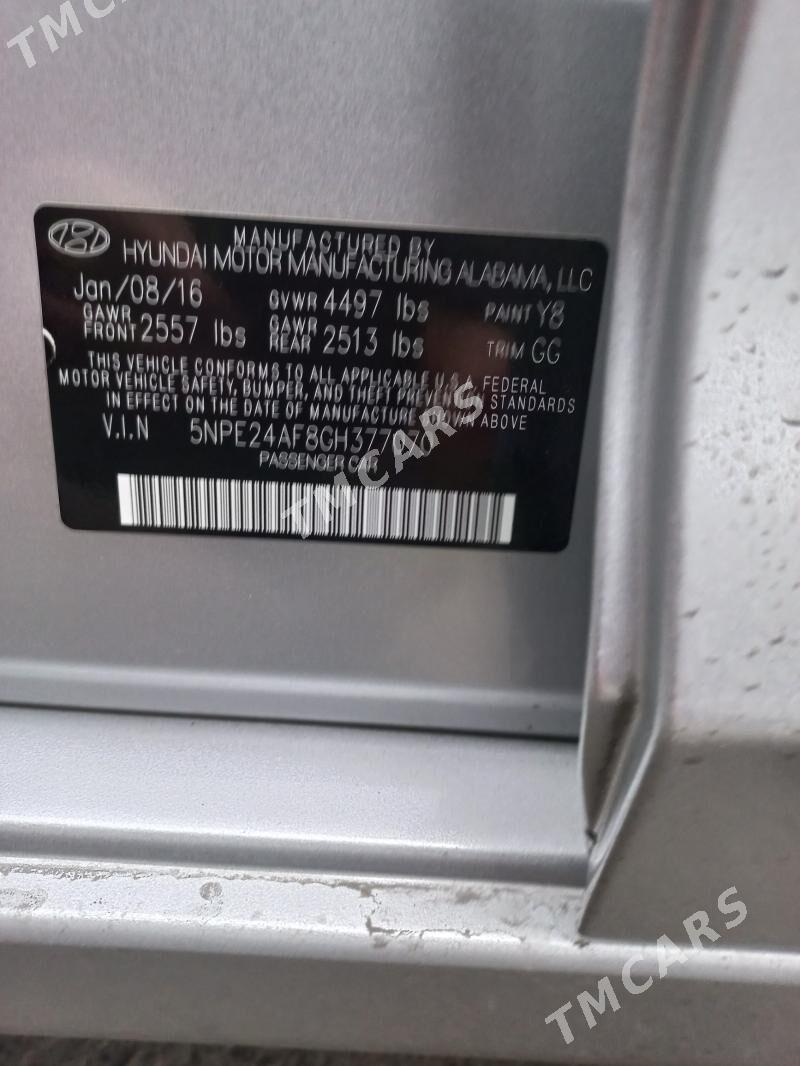 TMCARS
MANUFACTURED BY
HYUNDAI MOTOR MANUFACTURING ALABAMA, LLC
Jan/08/16 GVWR 4497 lbs PAINT Y8
GAWR FRONT 2557 lbs GAWR REAR 2513 lbs TRIM GG
THIS VEHICLE CONFORMS TO ALL APPLICABLE U.S.A. FEDERAL
MOTOR VEHICLE SAFETY, BUMPER, AND THEFT PREVENTION STANDARDS
IN EFFECT ON THE DATE OF MANUFACTURE SHOWN ABOVE
V.I.N
PASSENGER CAR
TMCARS
TMCARS